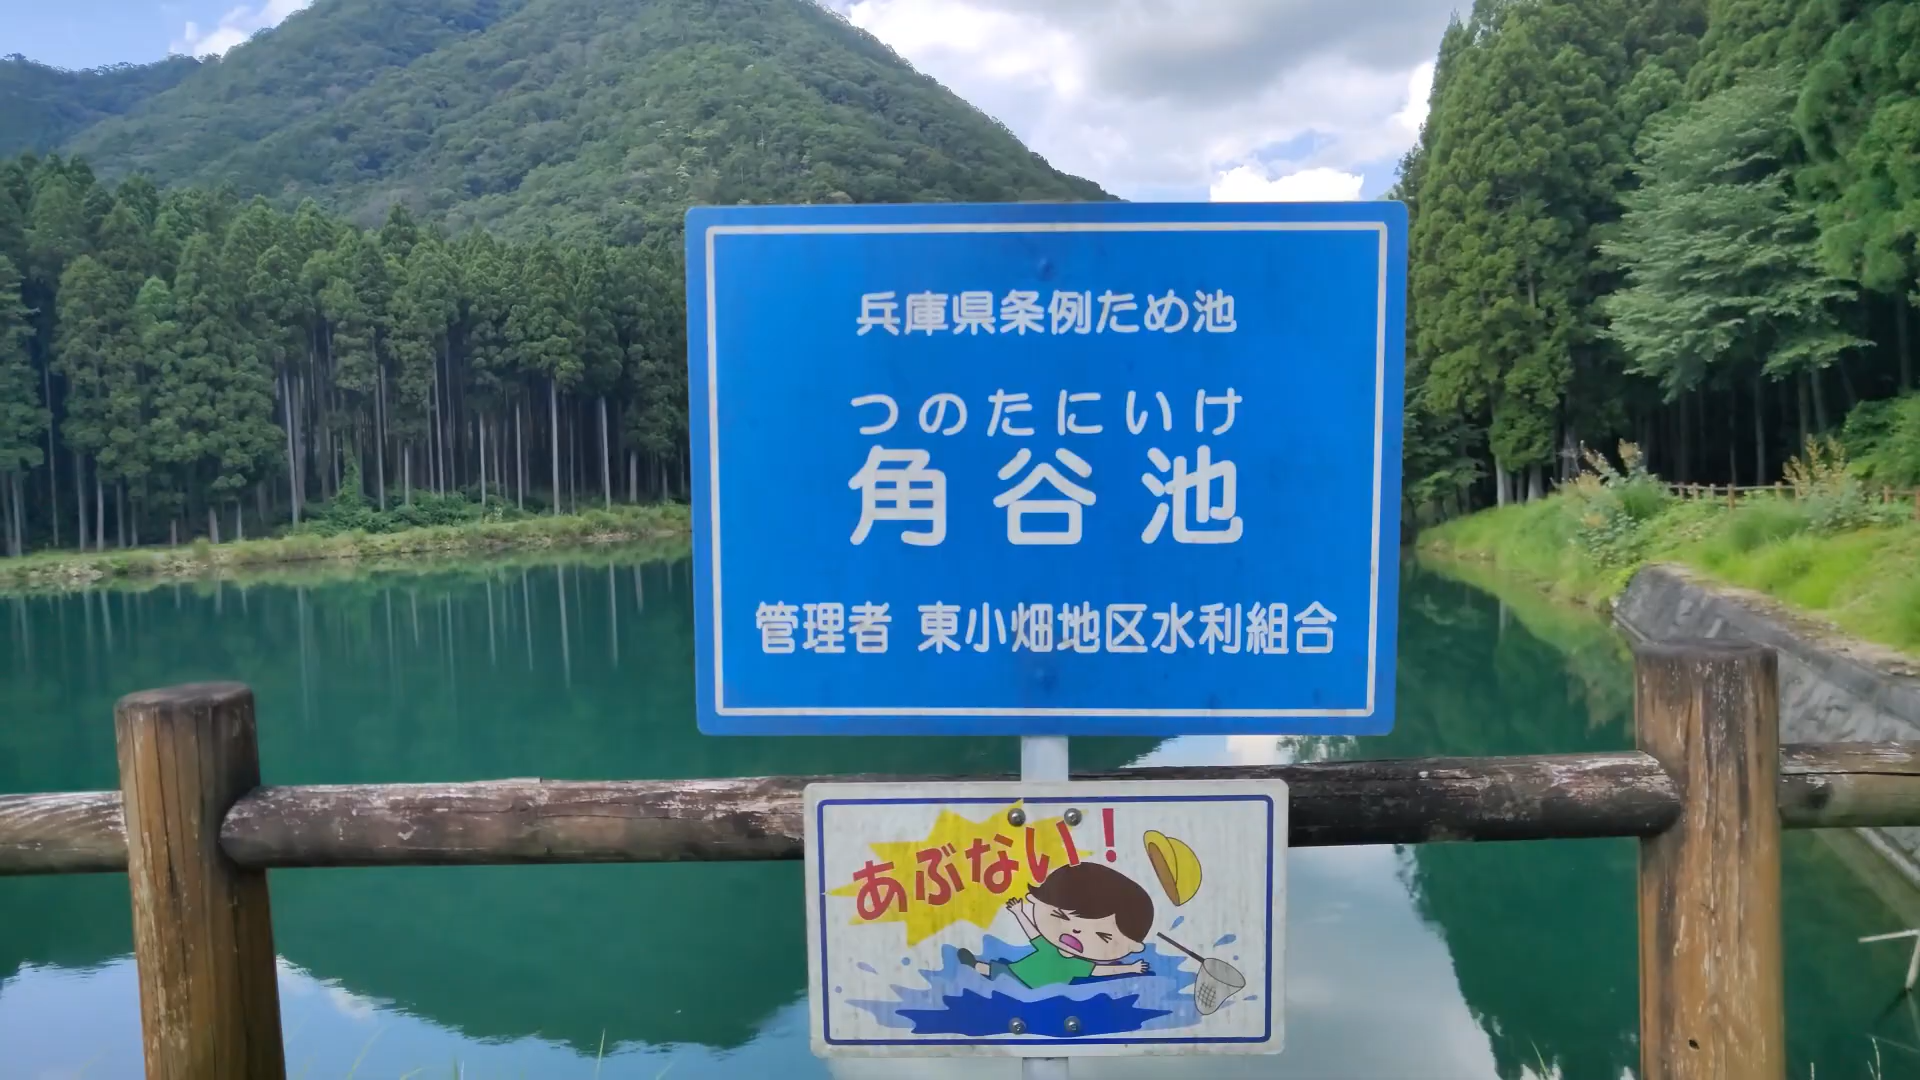 兵庫県条例ため池
つのたにいけ
角谷池
管理者 東小畑地区水利組合
あぶない!